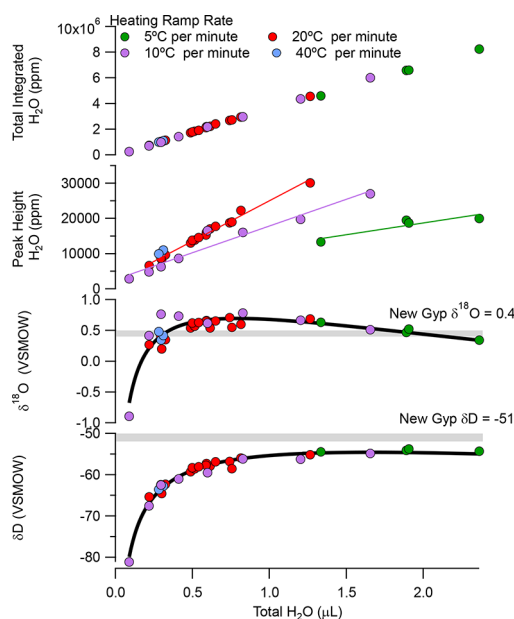 Heating Ramp Rate
5ºC per minute
20ºC per minute
10ºC per minute
40ºC per minute
10x10⁶
8
6
4
2
0
Total Integrated
H₂O (ppm)
30000
20000
10000
0
Peak Height
H₂O (ppm)
1.0
0.5
0.0
-0.5
-1.0
δ¹⁸O (VSMOW)
New Gyp δ¹⁸O = 0.4
New Gyp δD = -51
-50
-60
-70
-80
δD (VSMOW)
0.0 0.5 1.0 1.5 2.0
Total H₂O (μL)